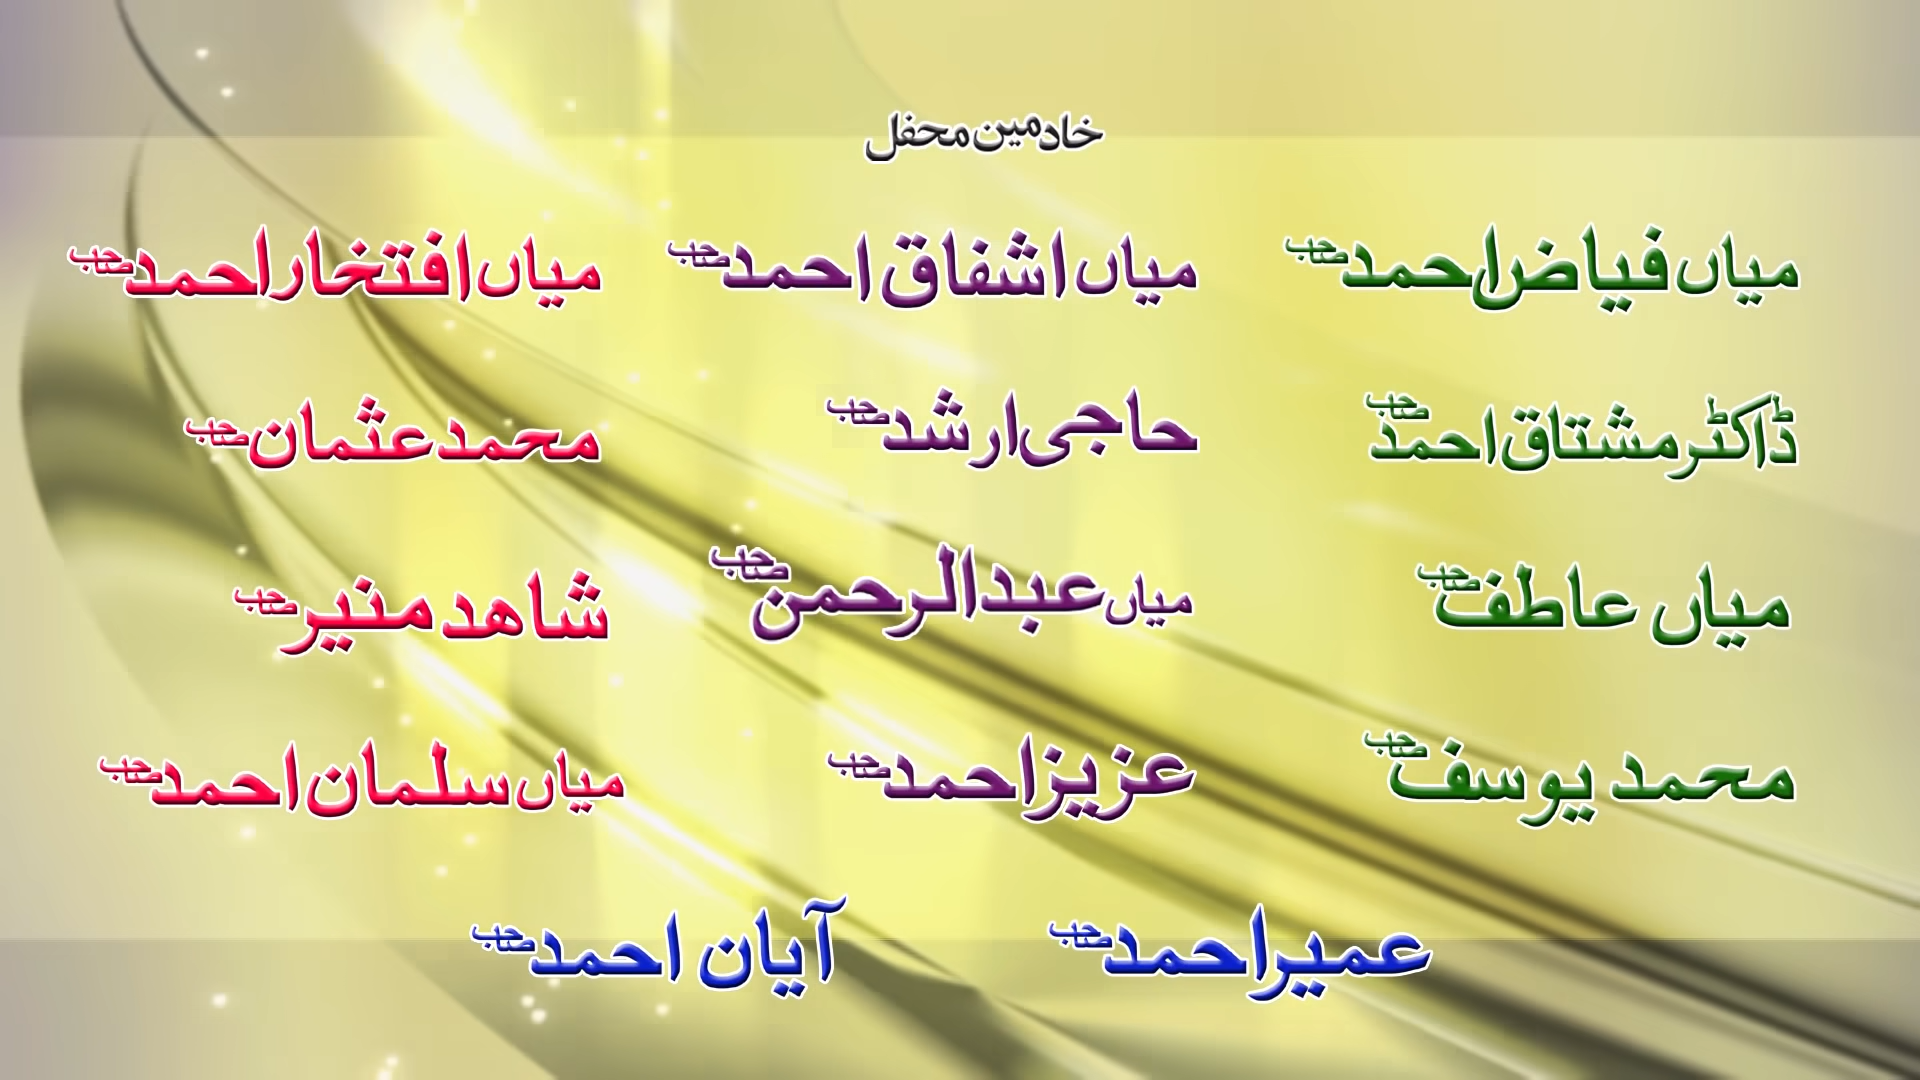 خادمین محفل
میاں فیاض احمد صاحب میاں اشفاق احمد صاحب میاں افتخار احمد صاحب
ڈاکٹر مشتاق احمد صاحب حاجی ارشد صاحب محمد عثمان صاحب
میاں عاطف صاحب میاں عبدالرحمن صاحب شاھد منیر صاحب
محمد یوسف صاحب عزیز احمد صاحب میاں سلمان احمد صاحب
عمیر احمد صاحب آیان احمد صاحب